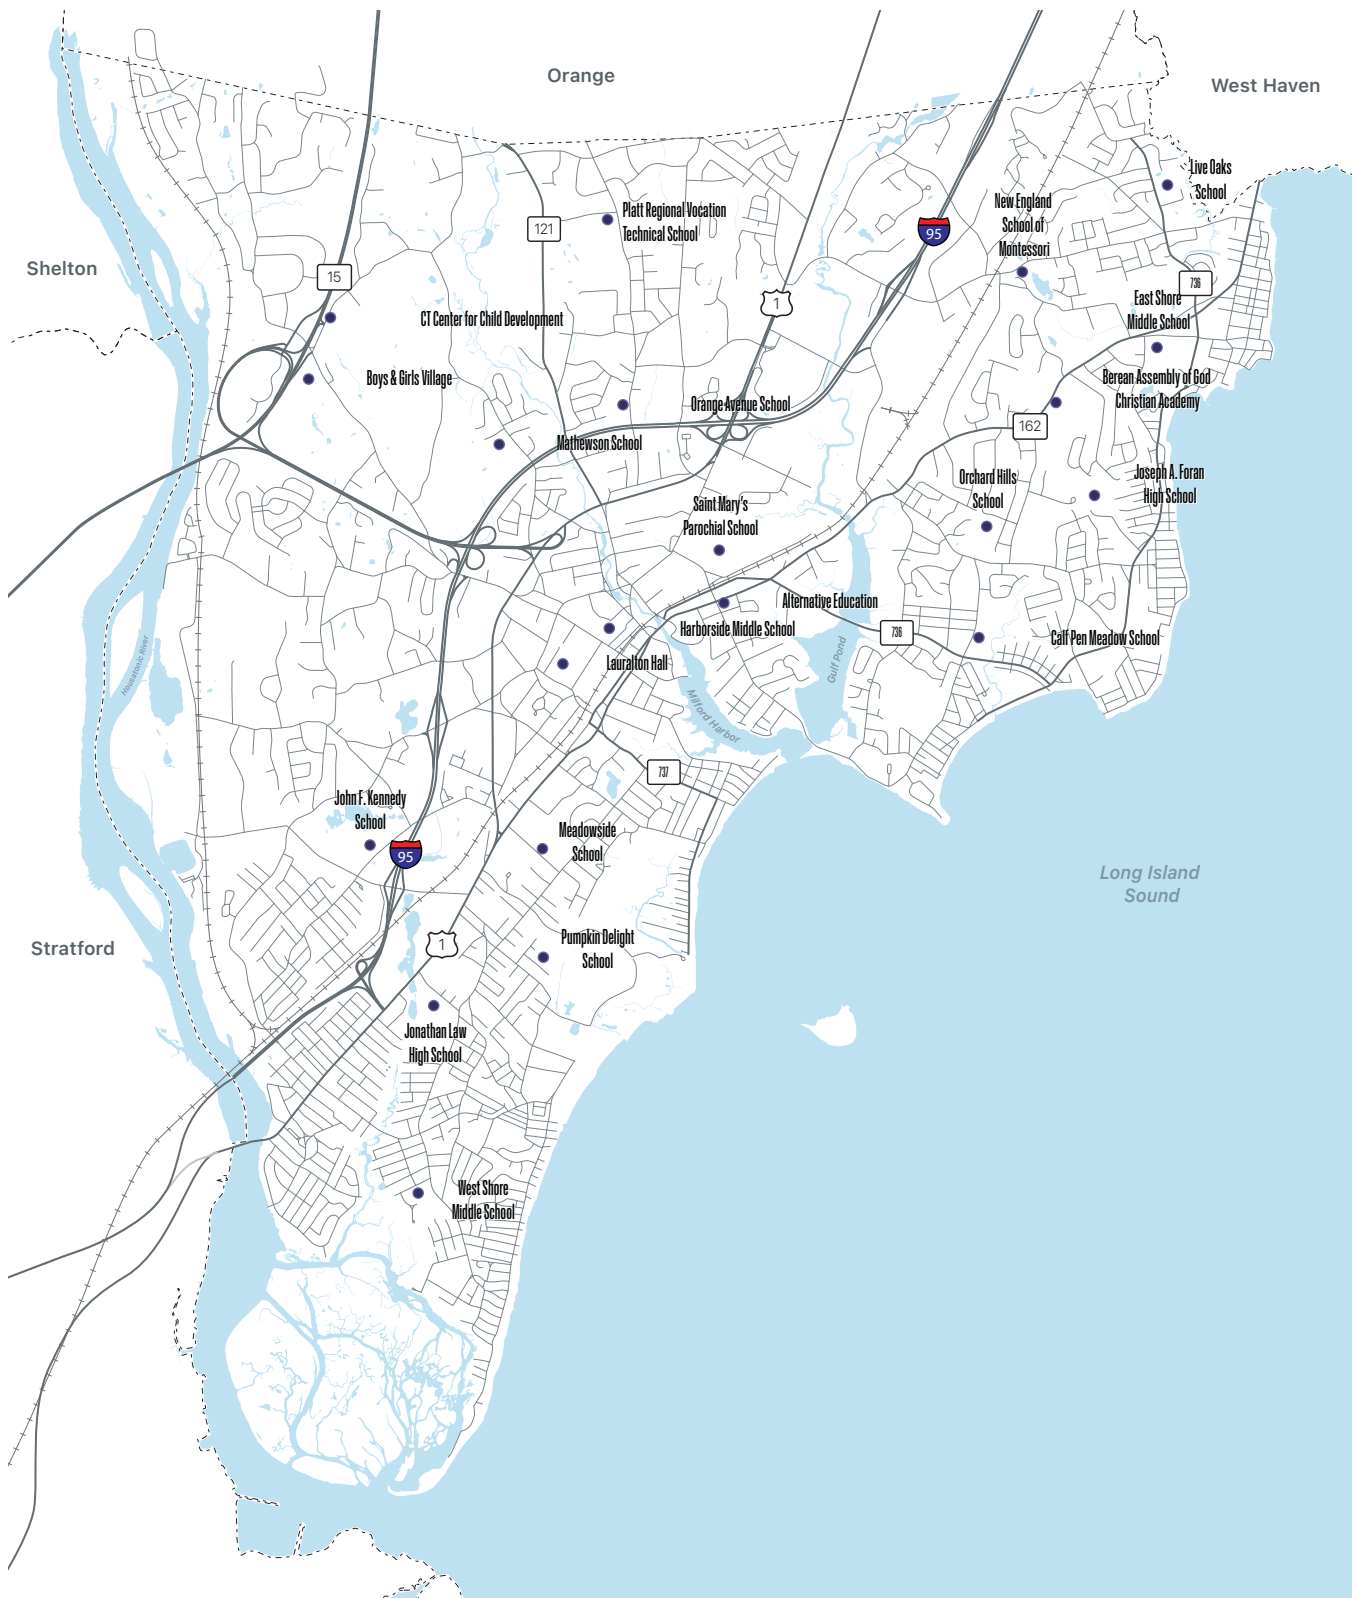 Orange
West Haven
Live Oaks
School
New England
School of
Montessori
Platt Regional Vocation
Technical School
121
95
Shelton
15
736
1
East Shore
Middle School
CT Center for Child Development
Boys & Girls Village
Berean Assembly of God
Christian Academy
Orange Avenue School
162
Mathewson School
Joseph A. Foran
High School
Orchard Hills
School
Saint Mary's
Parochial School
Alternative Education
Harborside Middle School
736
Calf Pen Meadow School
Housatonic River
Lauralton Hall
Gulf Pond
Milford Harbor
737
John F. Kennedy
School
95
Meadowside
School
Long Island
Sound
Stratford
1
Pumpkin Delight
School
Jonathan Law
High School
West Shore
Middle School